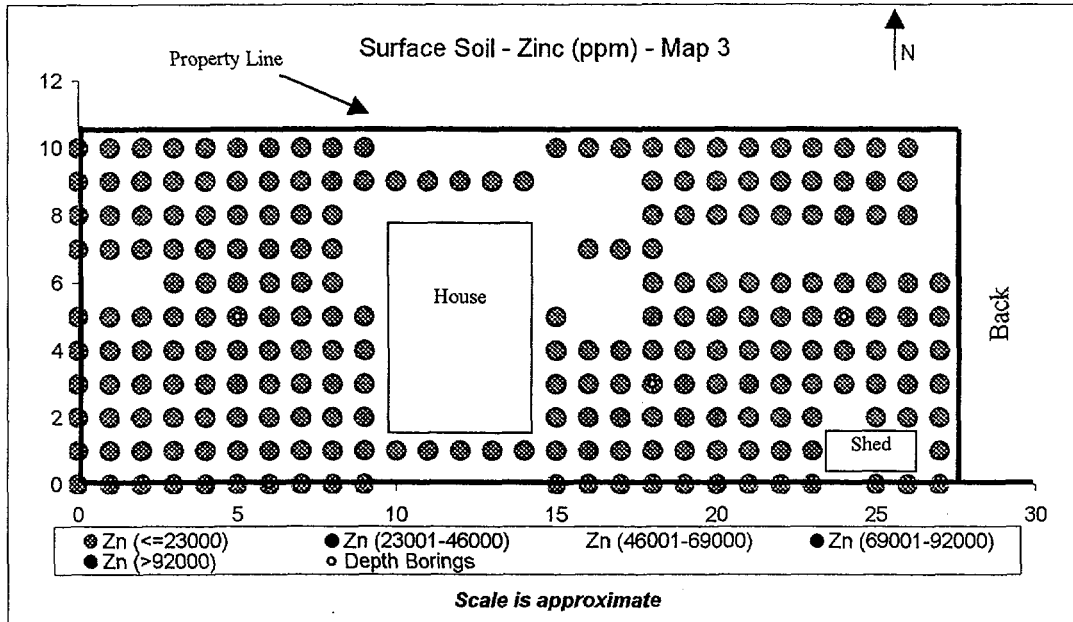 Surface Soil - Zinc (ppm) - Map 3
N
Property Line
12
10
8
6
4
2
0
House
Shed
Back
0 5 10 15 20 25 30
Zn (<=23000) Zn (23001-46000) Zn (46001-69000) Zn (69001-92000)
Zn (>92000) Depth Borings
Scale is approximate